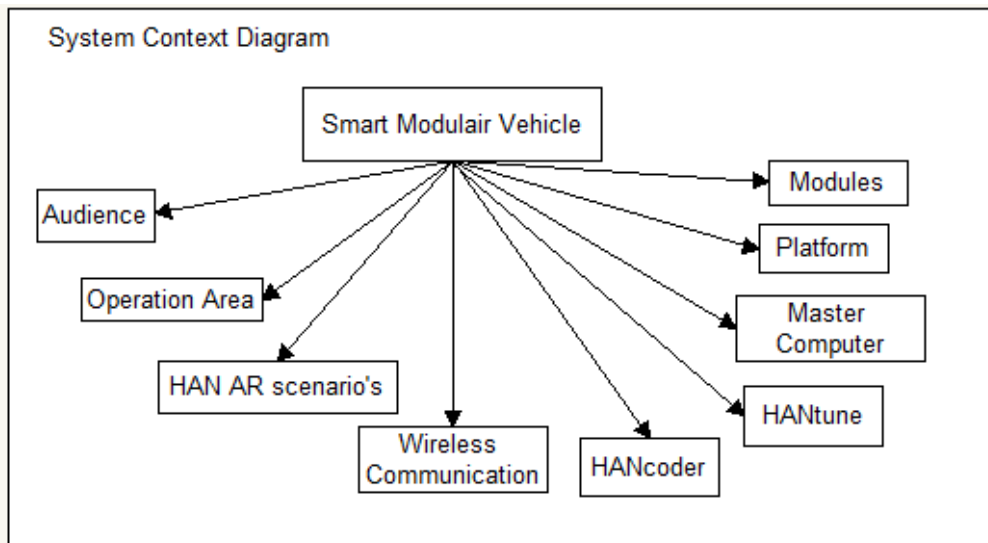 System Context Diagram
Smart Modulair Vehicle
Modules
Audience
Platform
Operation Area
Master
Computer
HAN AR scenario's
HANtune
Wireless
Communication
HANcoder